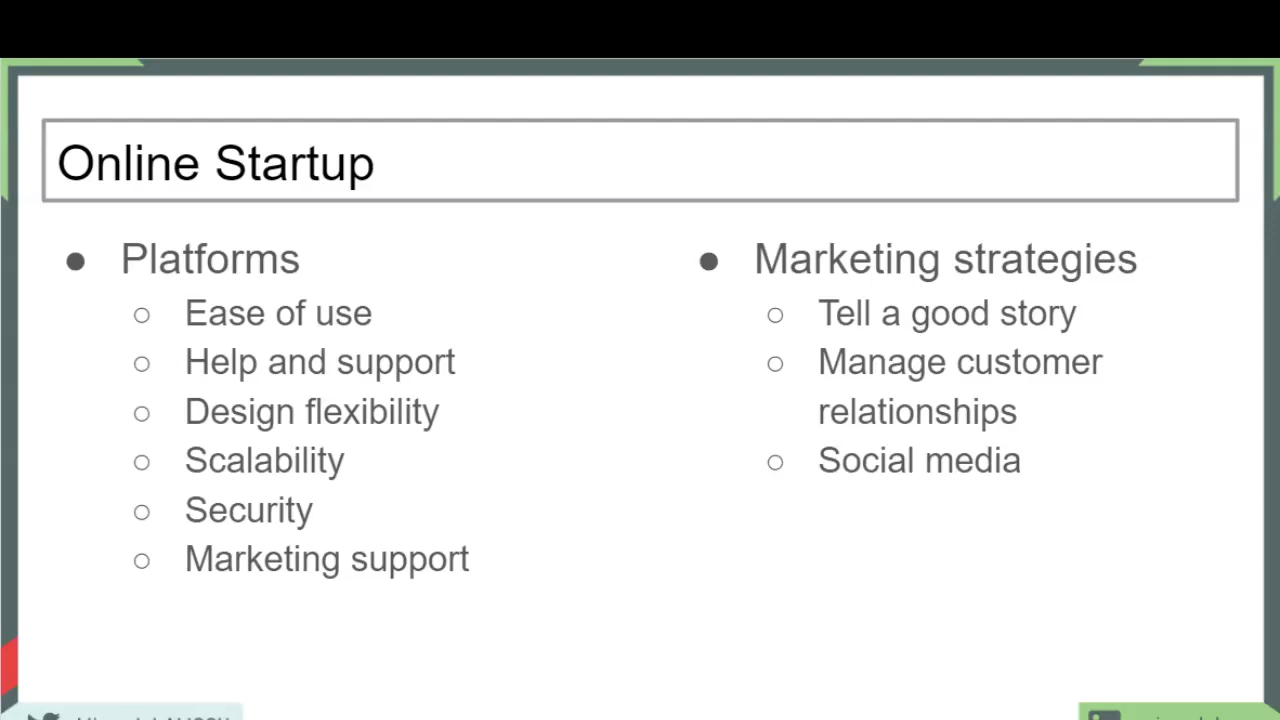 Online Startup
● Platforms
○ Ease of use
○ Help and support
○ Design flexibility
○ Scalability
○ Security
○ Marketing support
● Marketing strategies
○ Tell a good story
○ Manage customer
relationships
○ Social media